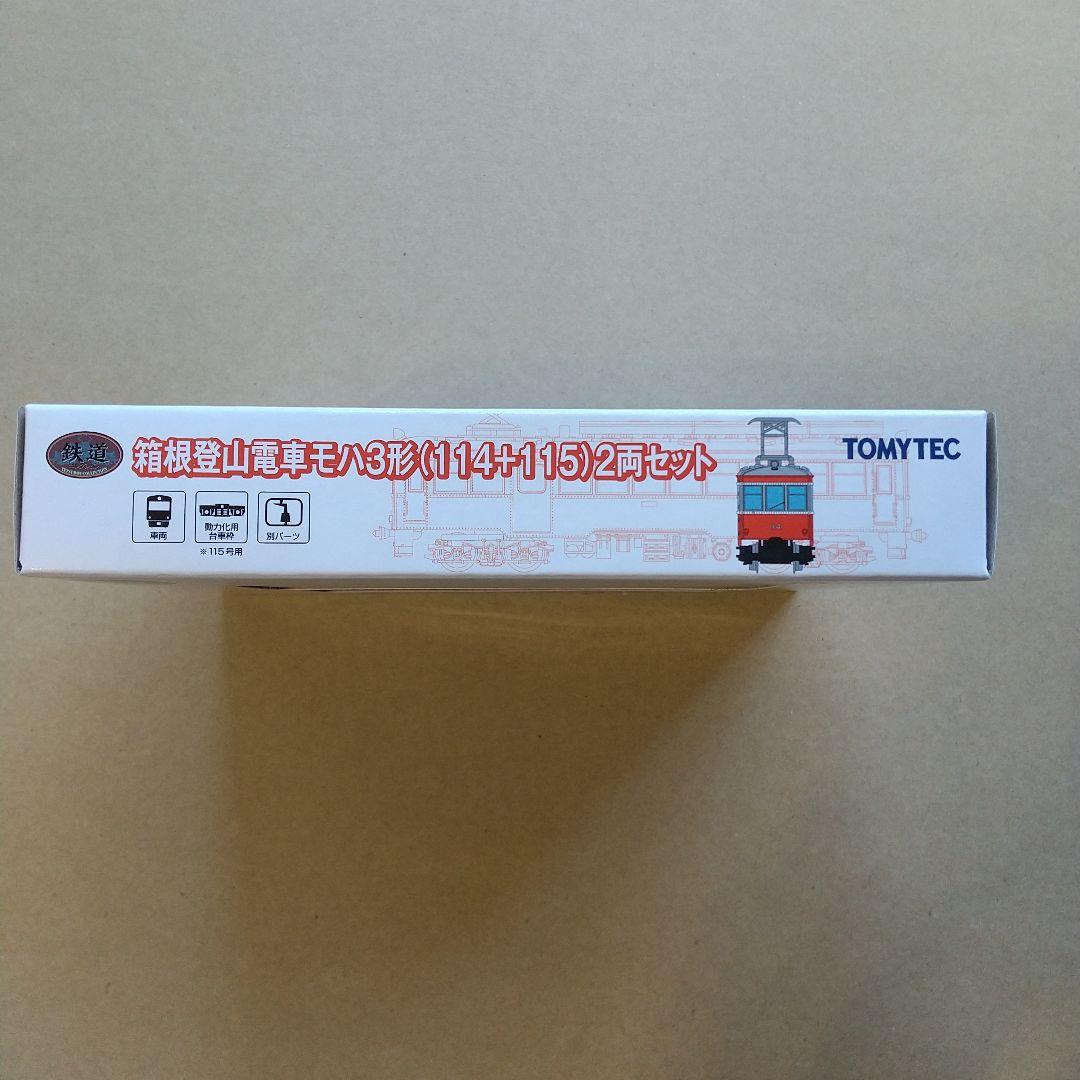 鉄道
箱根登山電車モハ3形(114+115)2両セット
TOMYTEC
車両
動力化用
台車枠
別パーツ
※115号用
114